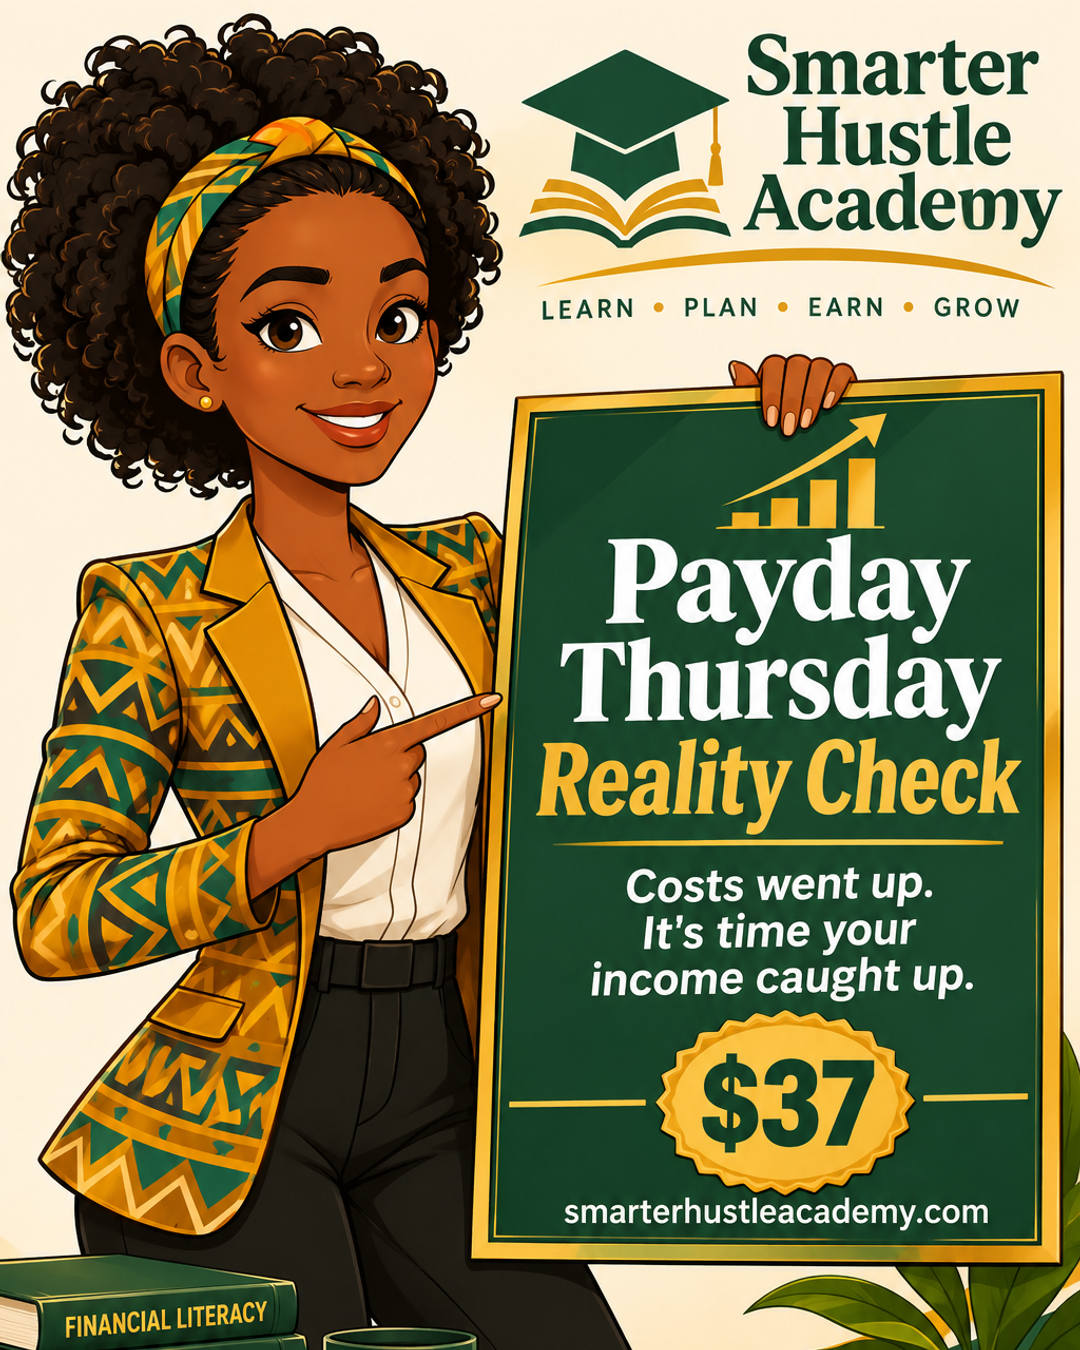 Smarter
Hustle
Academy
LEARN • PLAN • EARN • GROW
Payday
Thursday
Reality Check
Costs went up.
It's time your
income caught up.
$37
smarterhustleacademy.com
FINANCIAL LITERACY